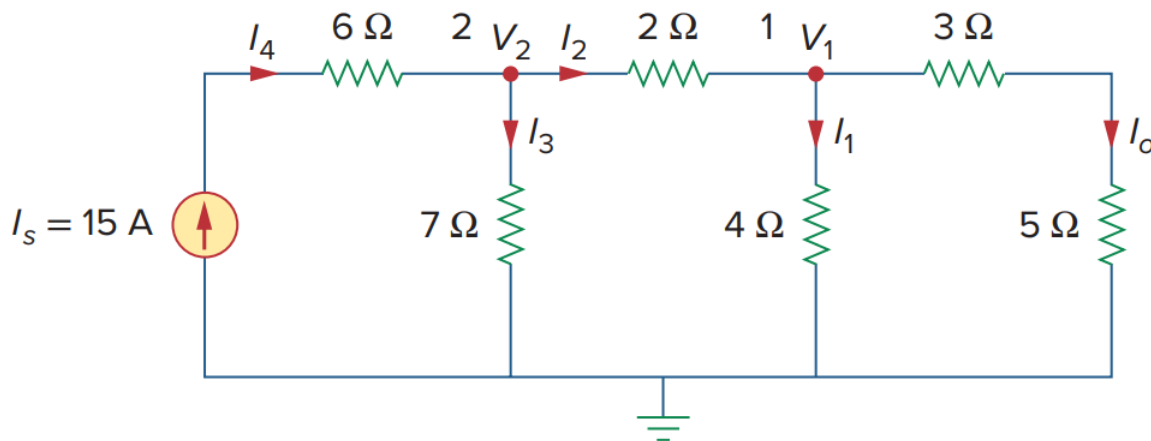 I₄ 6 Ω 2 V₂ I₂ 2 Ω 1 V₁ 3 Ω
I₃ I₁ Iₒ
Iₛ = 15 A 7 Ω 4 Ω 5 Ω